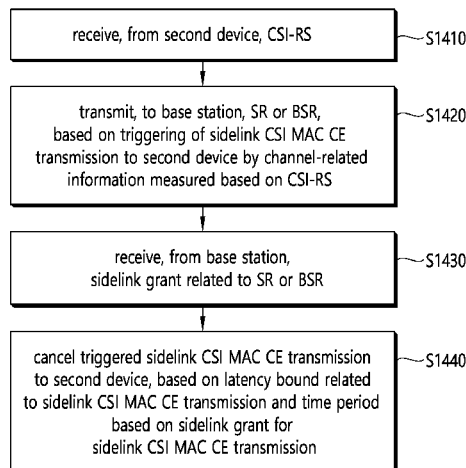 receive, from second device, CSI-RS
S1410
transmit, to base station, SR or BSR,
based on triggering of sidelink CSI MAC CE
transmission to second device by channel-related
information measured based on CSI-RS
S1420
receive, from base station,
sidelink grant related to SR or BSR
S1430
cancel triggered sidelink CSI MAC CE transmission
to second device, based on latency bound related
to sidelink CSI MAC CE transmission and time period
based on sidelink grant for
sidelink CSI MAC CE transmission
S1440